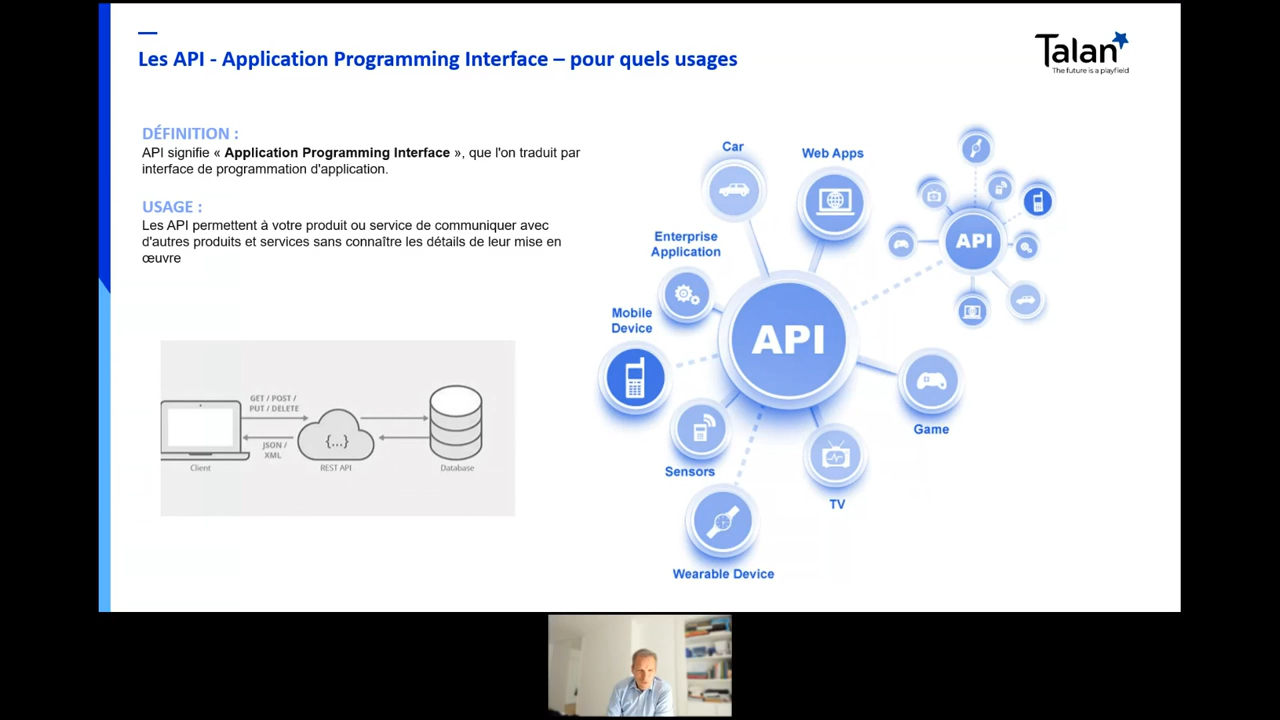 Les API - Application Programming Interface – pour quels usages
Talan
The future is a playfield
DÉFINITION :
API signifie « Application Programming Interface », que l'on traduit par
interface de programmation d'application.
USAGE :
Les API permettent à votre produit ou service de communiquer avec
d'autres produits et services sans connaître les détails de leur mise en
œuvre
GET / POST /
PUT / DELETE
JSON /
XML
{...}
Client
REST API
Database
Car
Web Apps
Enterprise
Application
Mobile
Device
API
API
Game
Sensors
TV
Wearable Device